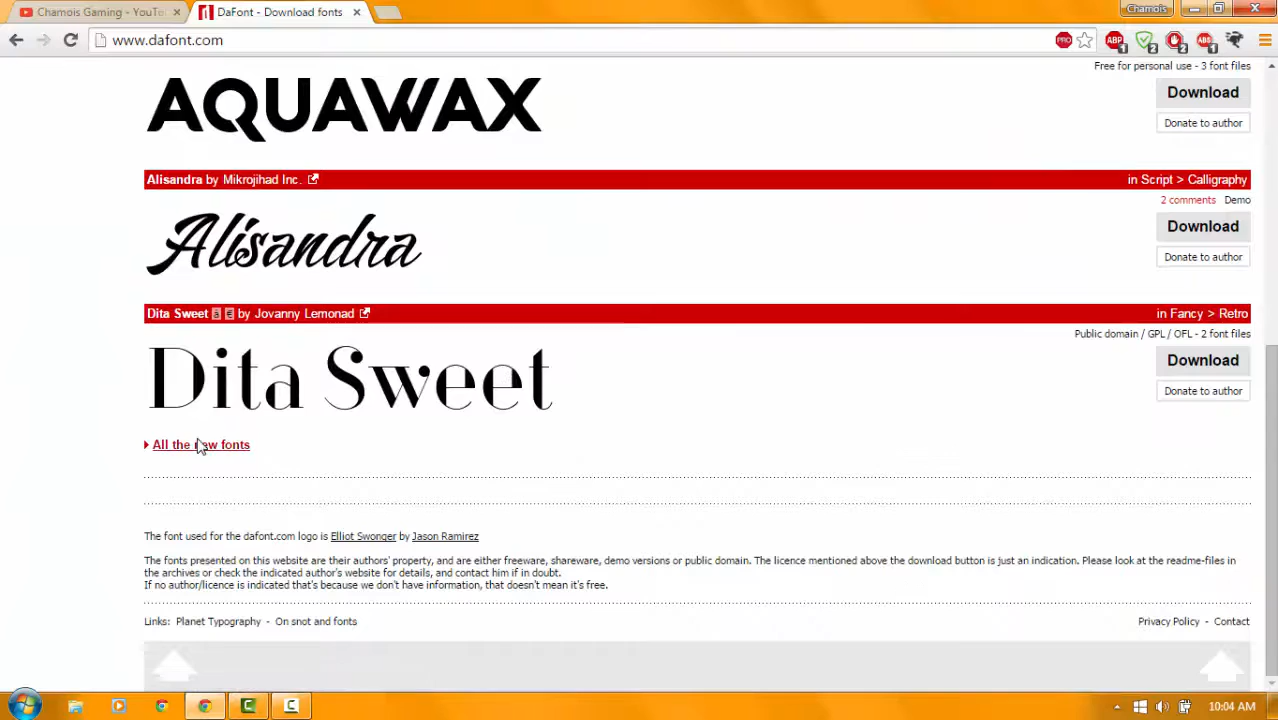 Chamois Gaming - YouT
DaFont - Download fonts
Chamois
www.dafont.com
PRO
ABP
1
2
2
ABS
1
Free for personal use - 3 font files
AQUAWAX
Download
Donate to author
Alisandra by Mikrojihad Inc.
in Script > Calligraphy
2 comments Demo
Alisandra
Download
Donate to author
Dita Sweet à € by Jovanny Lemonad
in Fancy > Retro
Public domain / GPL / OFL - 2 font files
Dita Sweet
Download
Donate to author
All the new fonts
The font used for the dafont.com logo is Elliot Swonger by Jason Ramirez
The fonts presented on this website are their authors' property, and are either freeware, shareware, demo versions or public domain. The licence mentioned above the download button is just an indication. Please look at the readme-files in
the archives or check the indicated author's website for details, and contact him if in doubt.
If no author/licence is indicated that's because we don't have information, that doesn't mean it's free.
Links: Planet Typography - On snot and fonts
Privacy Policy - Contact
10:04 AM